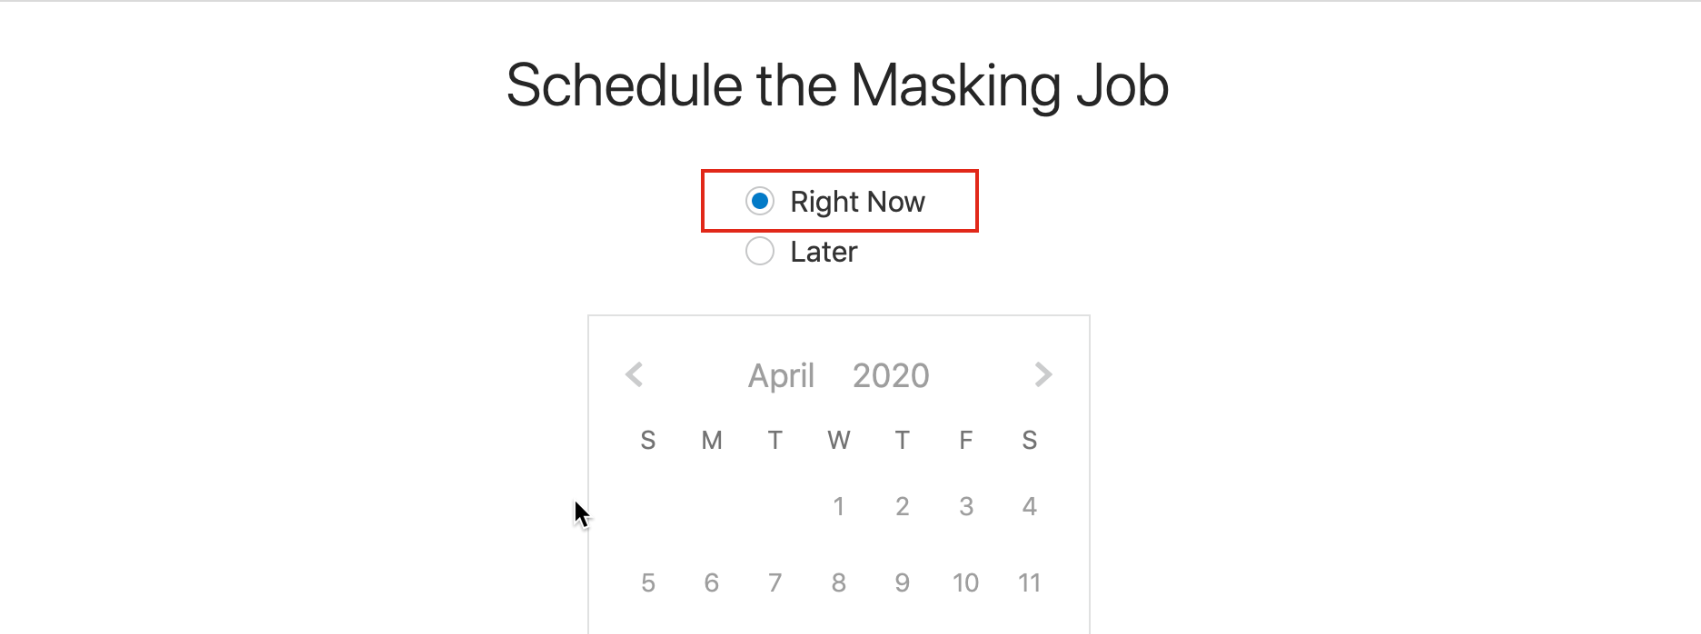 Schedule the Masking Job
Right Now
Later
April 2020
S M T W T F S
1 2 3 4
5 6 7 8 9 10 11